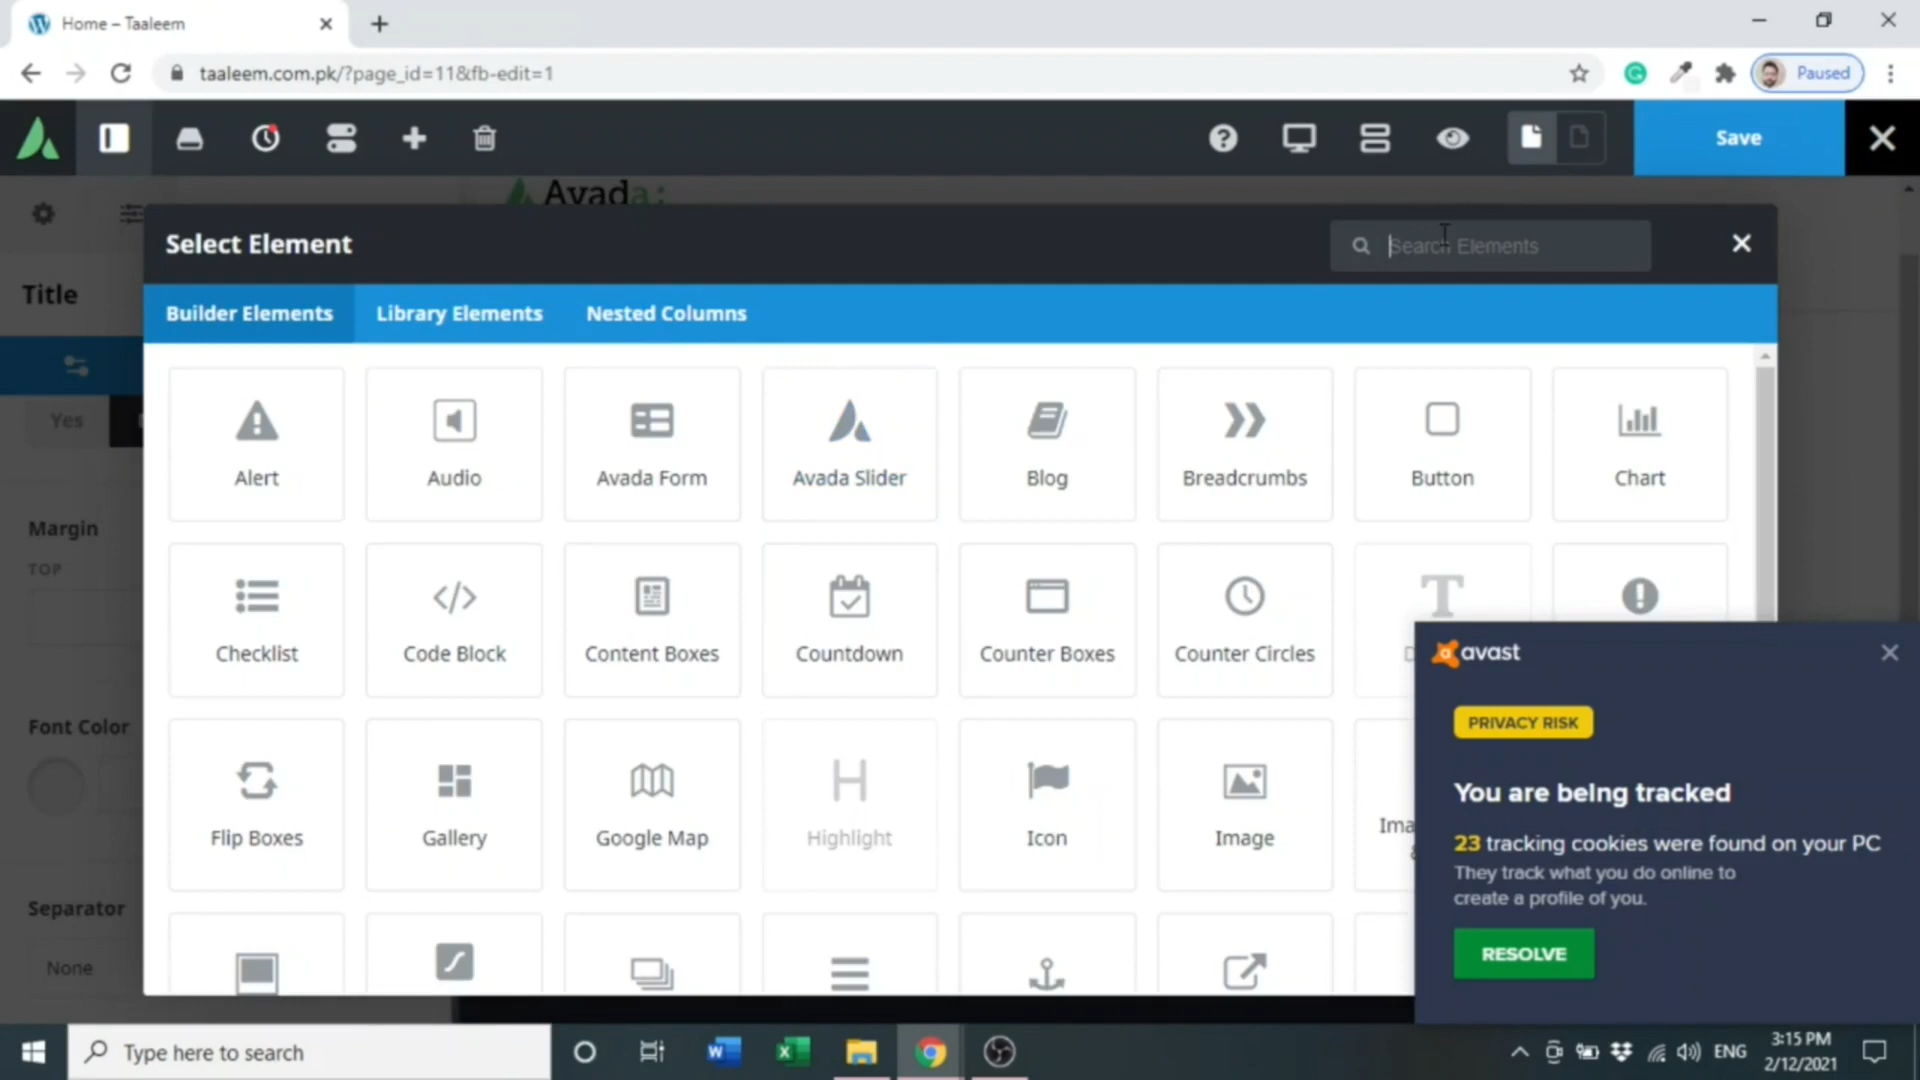 Home – Taaleem
taaleem.com.pk/?page_id=11&fb-edit=1
Paused
Save
Avada:
Select Element
Search Elements
Title
Builder Elements
Library Elements
Nested Columns
Yes
Alert
Audio
Avada Form
Avada Slider
Blog
Breadcrumbs
Button
Chart
Margin
TOP
Checklist
Code Block
Content Boxes
Countdown
Counter Boxes
Counter Circles
avast
PRIVACY RISK
Font Color
You are being tracked
23 tracking cookies were found on your PC
They track what you do online to
create a profile of you.
Flip Boxes
Gallery
Google Map
Highlight
Icon
Image
Separator
None
RESOLVE
Type here to search
ENG
3:15 PM
2/12/2021